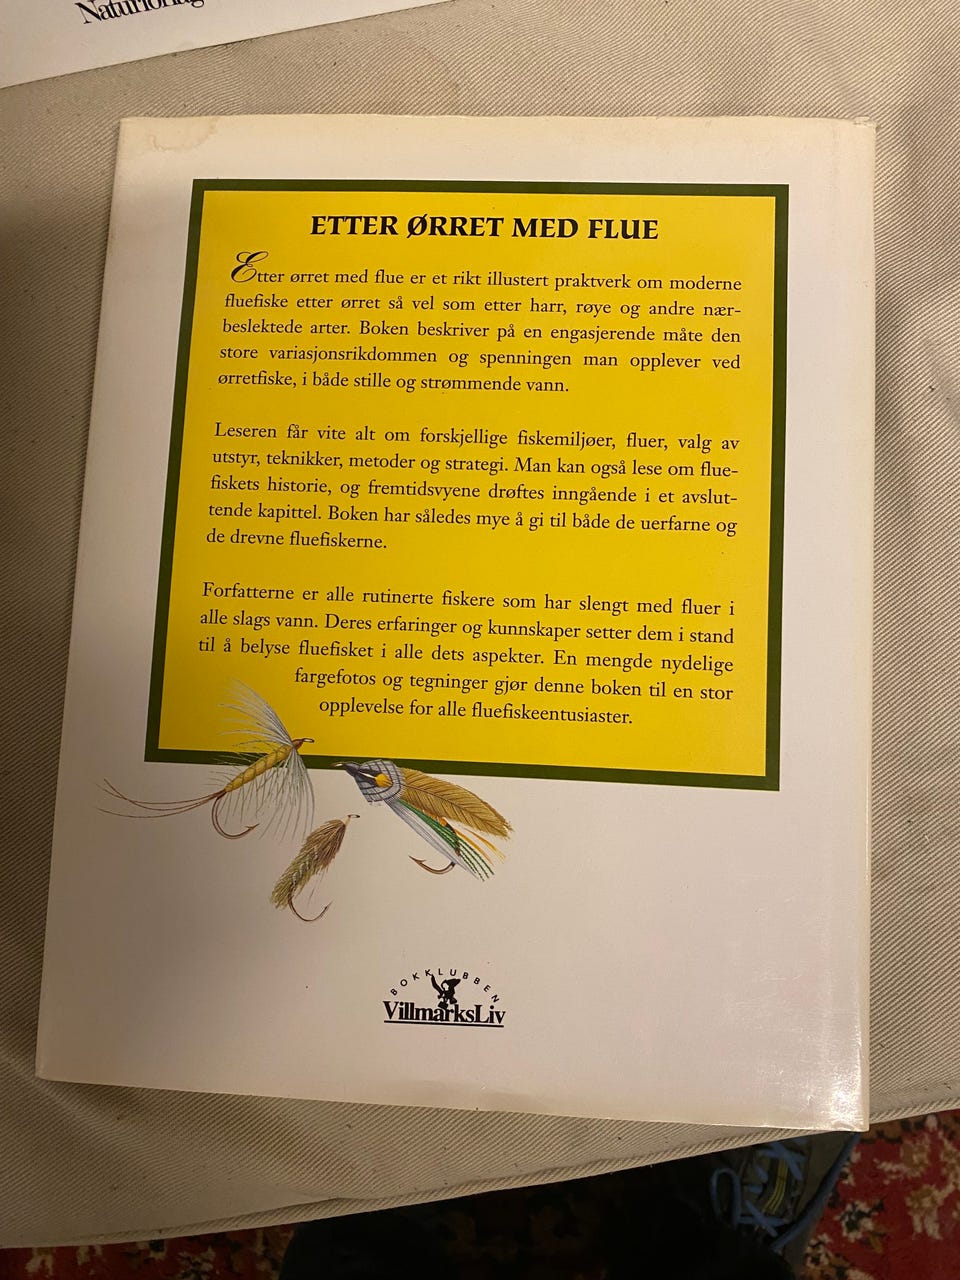 Naturforlag
ETTER ØRRET MED FLUE
Etter ørret med flue er et rikt illustert praktverk om moderne
fluefiske etter ørret så vel som etter harr, røye og andre nær-
beslektede arter. Boken beskriver på en engasjerende måte den
store variasjonsrikdommen og spenningen man opplever ved
ørretfiske, i både stille og strømmende vann.
Leseren får vite alt om forskjellige fiskemiljøer, fluer, valg av
utstyr, teknikker, metoder og strategi. Man kan også lese om flue-
fiskets historie, og fremtidsvyene drøftes inngående i et avslut-
tende kapittel. Boken har således mye å gi til både de uerfarne og
de drevne fluefiskerne.
Forfatterne er alle rutinerte fiskere som har slengt med fluer i
alle slags vann. Deres erfaringer og kunnskaper setter dem i stand
til å belyse fluefisket i alle dets aspekter. En mengde nydelige
fargefotos og tegninger gjør denne boken til en stor
opplevelse for alle fluefiskeentusiaster.
BOKKLUBBEN
VillmarksLiv